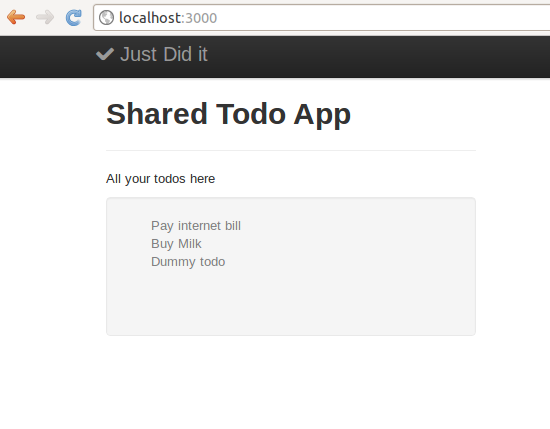 localhost:3000
Just Did it
Shared Todo App
All your todos here
Pay internet bill
Buy Milk
Dummy todo